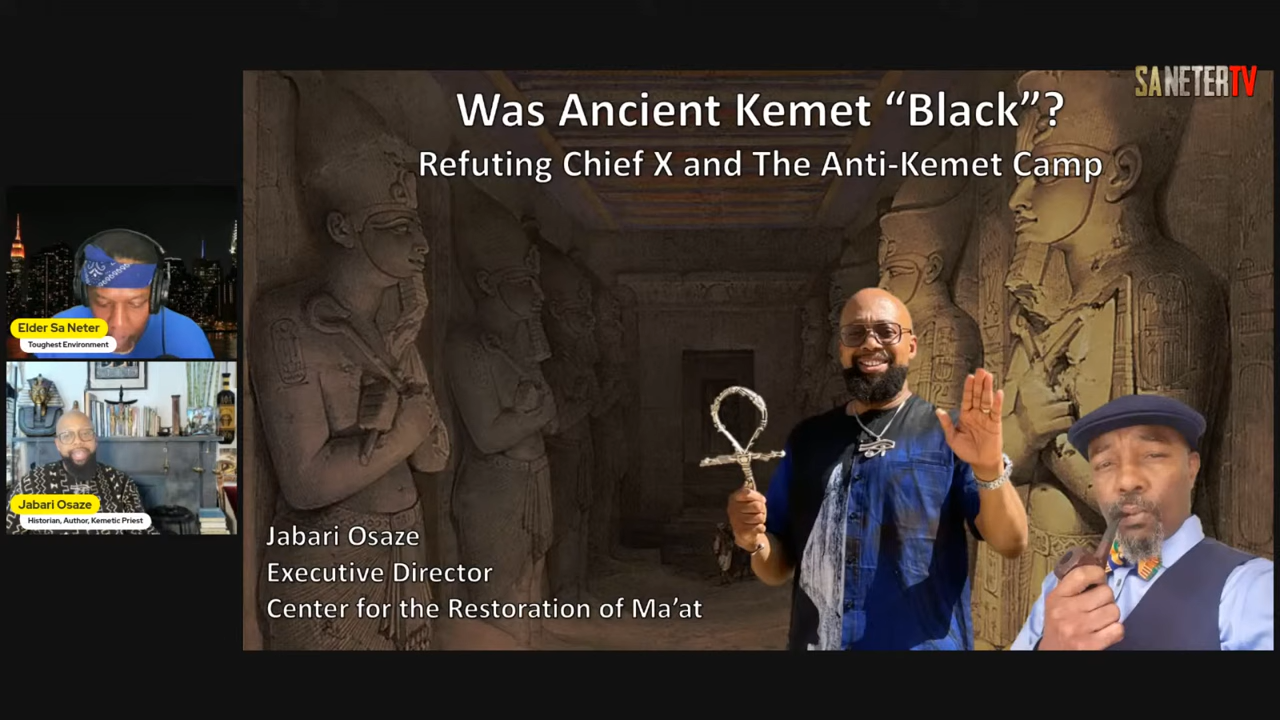 SANETERTV
Was Ancient Kemet “Black”?
Refuting Chief X and The Anti-Kemet Camp
Elder Sa Neter
Toughest Environment
Jabari Osaze
Historian, Author, Kemetic Priest
Jabari Osaze
Executive Director
Center for the Restoration of Ma’at